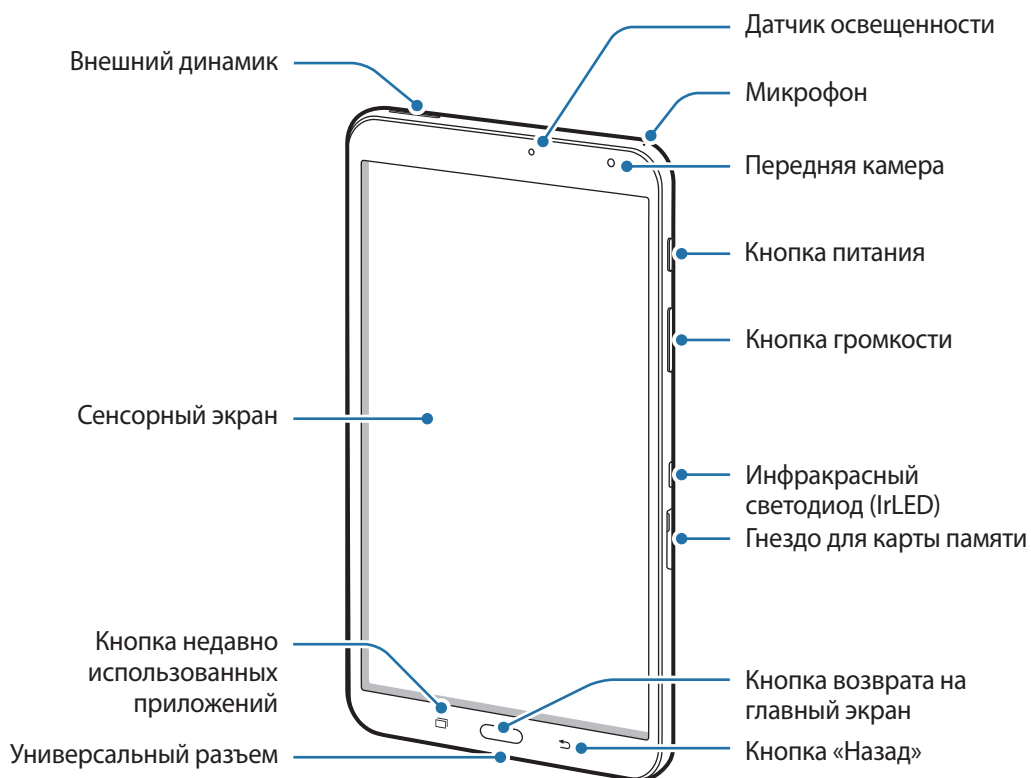 Датчик освещенности
Внешний динамик
Микрофон
Передняя камера
Кнопка питания
Кнопка громкости
Сенсорный экран
Инфракрасный
светодиод (IrLED)
Гнездо для карты памяти
Кнопка недавно
использованных
приложений
Кнопка возврата на
главный экран
Универсальный разъем
Кнопка «Назад»